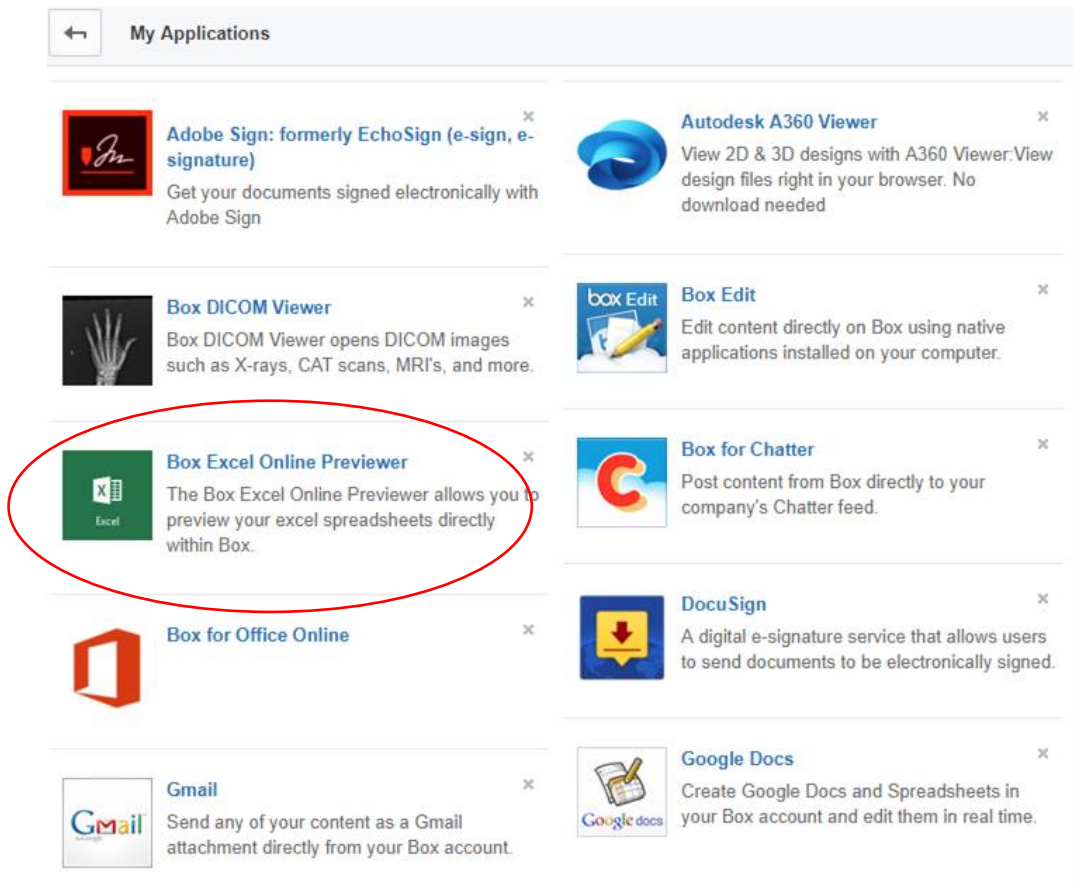 My Applications
Adobe Sign: formerly EchoSign (e-sign, e-
signature)
Get your documents signed electronically with
Adobe Sign
Autodesk A360 Viewer
View 2D & 3D designs with A360 Viewer:View
design files right in your browser. No
download needed
Box DICOM Viewer
Box DICOM Viewer opens DICOM images
such as X-rays, CAT scans, MRI's, and more.
box Edit
Box Edit
Edit content directly on Box using native
applications installed on your computer.
X
Excel
Box Excel Online Previewer
The Box Excel Online Previewer allows you to
preview your excel spreadsheets directly
within Box.
C
Box for Chatter
Post content from Box directly to your
company's Chatter feed.
Box for Office Online
DocuSign
A digital e-signature service that allows users
to send documents to be electronically signed.
GMail
Gmail
Send any of your content as a Gmail
attachment directly from your Box account.
Google docs
Google Docs
Create Google Docs and Spreadsheets in
your Box account and edit them in real time.